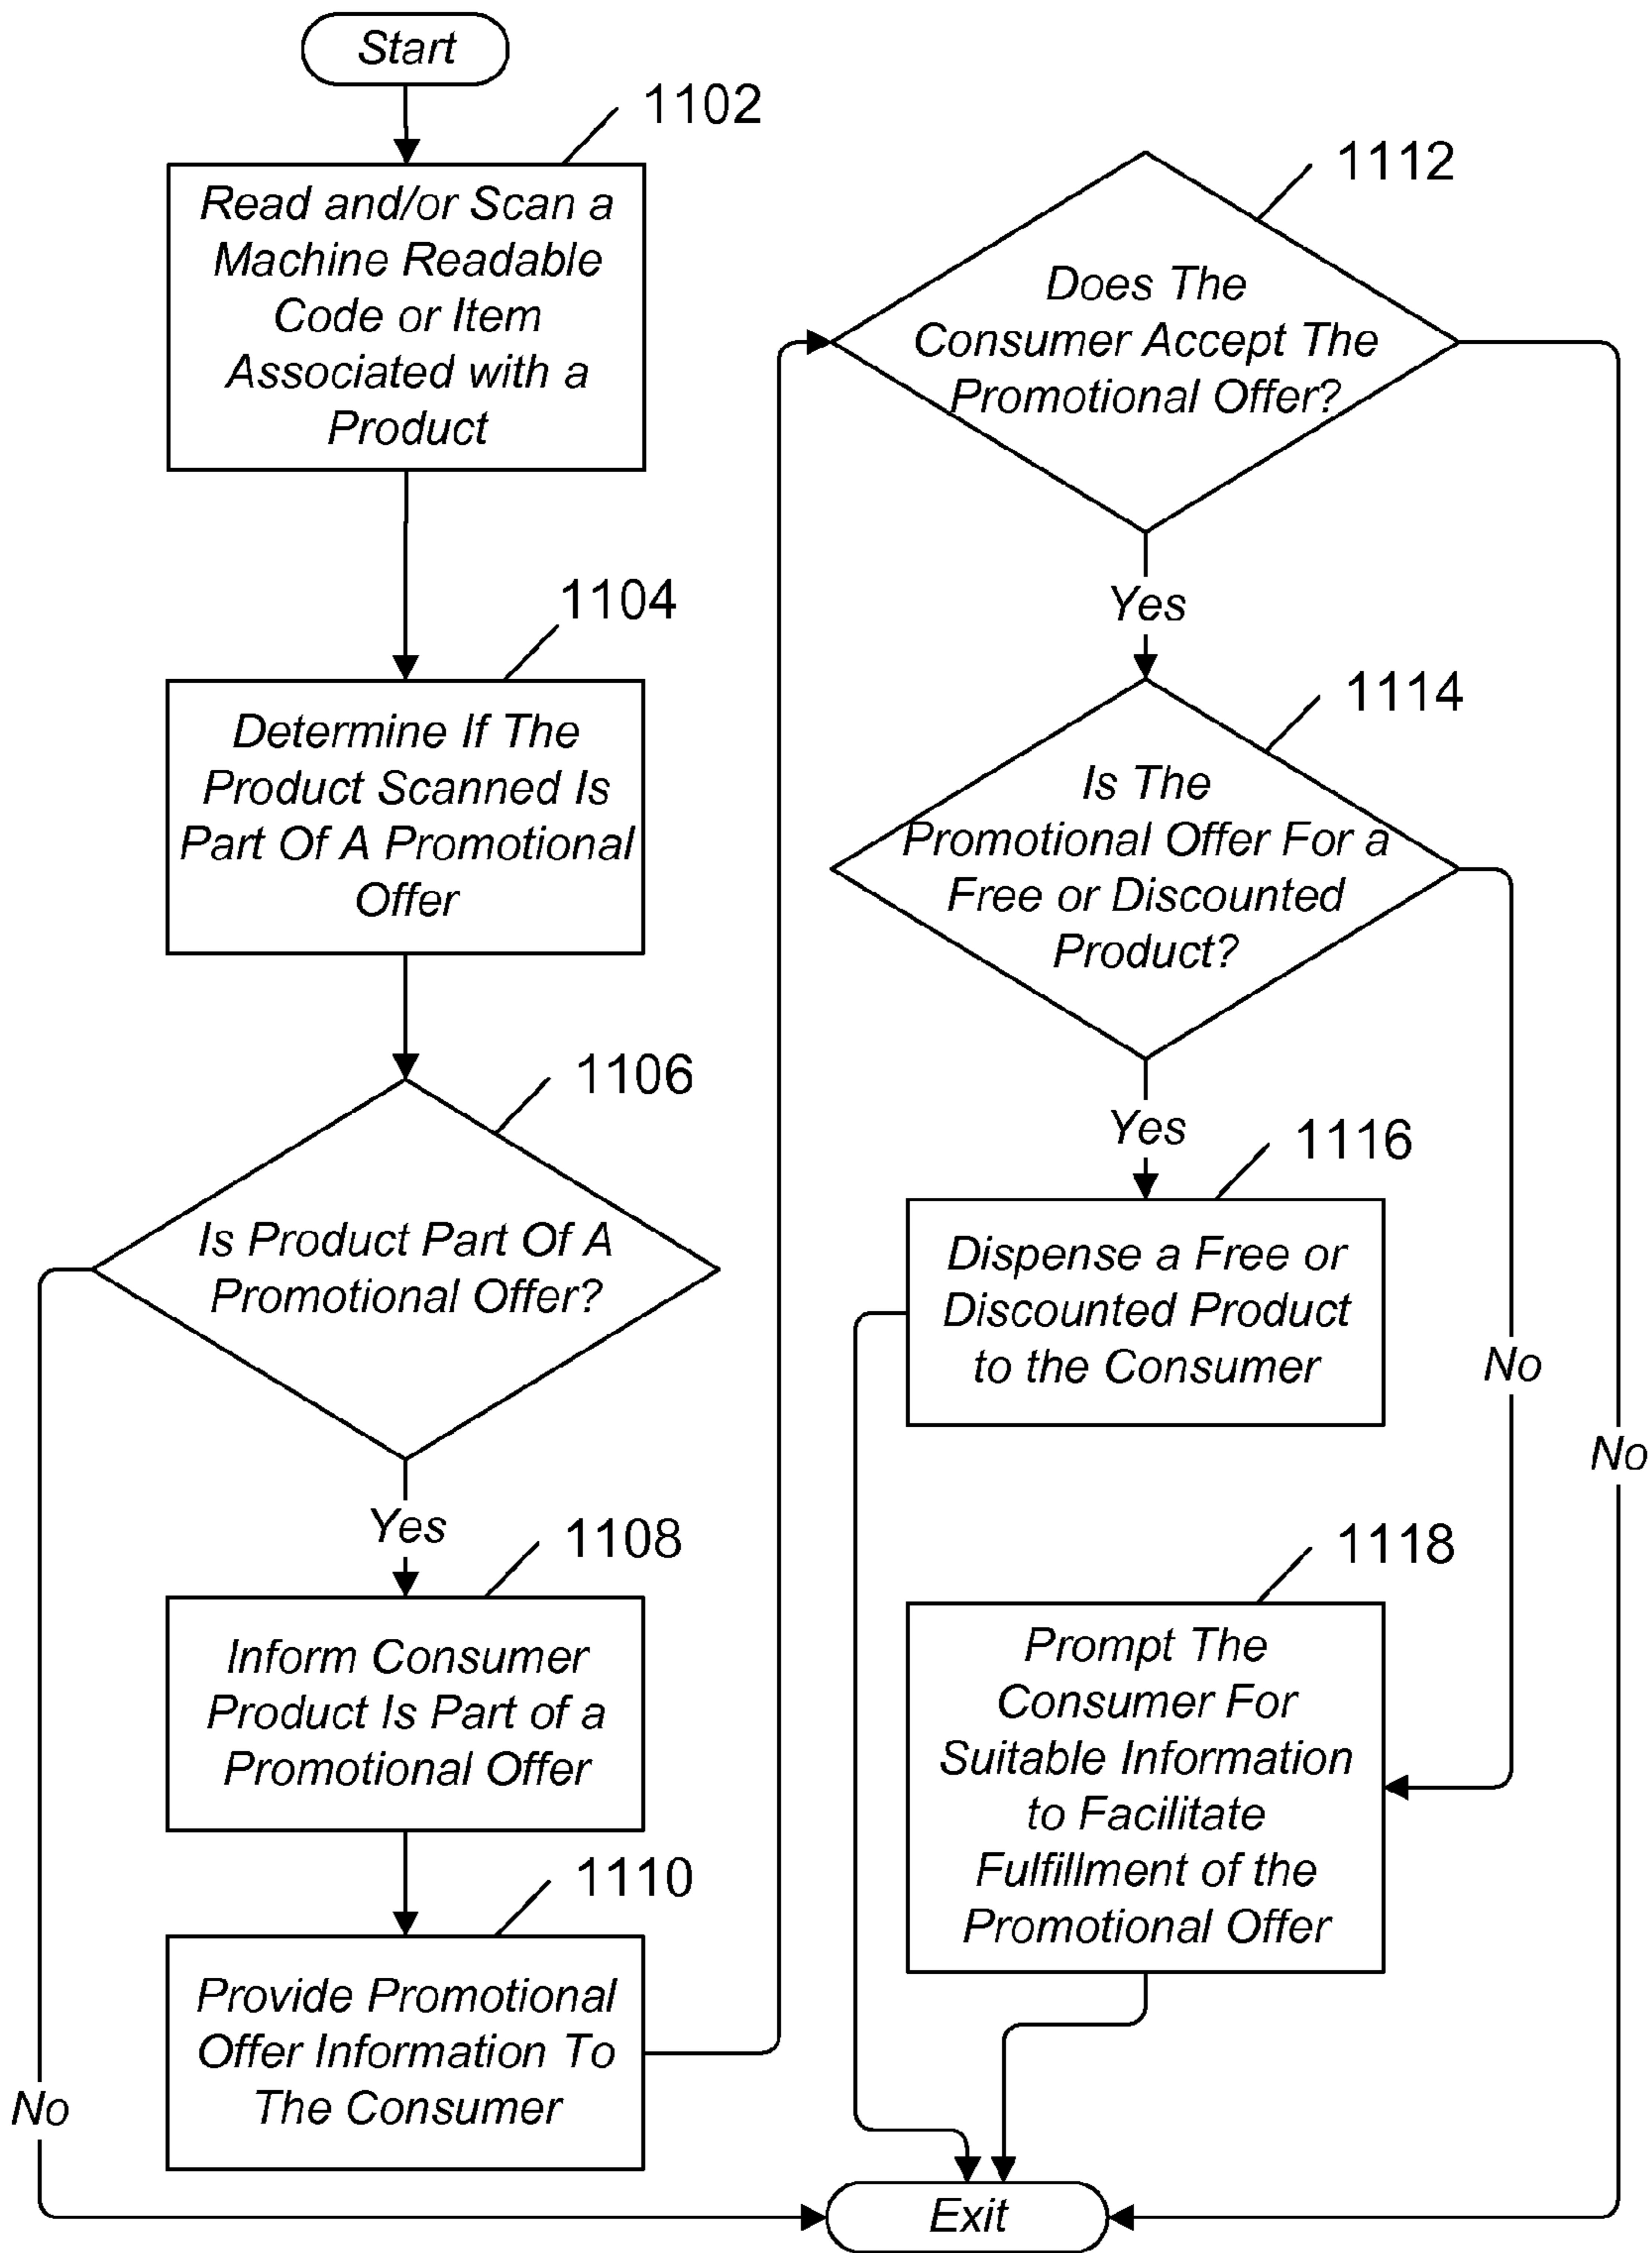 Start
1102
Read and/or Scan a
Machine Readable
Code or Item
Associated with a
Product
1104
Determine If The
Product Scanned Is
Part Of A Promotional
Offer
1106
Is Product Part Of A
Promotional Offer?
Yes
No
1108
Inform Consumer
Product Is Part of a
Promotional Offer
1110
Provide Promotional
Offer Information To
The Consumer
1112
Does The
Consumer Accept The
Promotional Offer?
Yes
No
1114
Is The
Promotional Offer For a
Free or Discounted
Product?
Yes
No
1116
Dispense a Free or
Discounted Product
to the Consumer
1118
Prompt The
Consumer For
Suitable Information
to Facilitate
Fulfillment of the
Promotional Offer
Exit